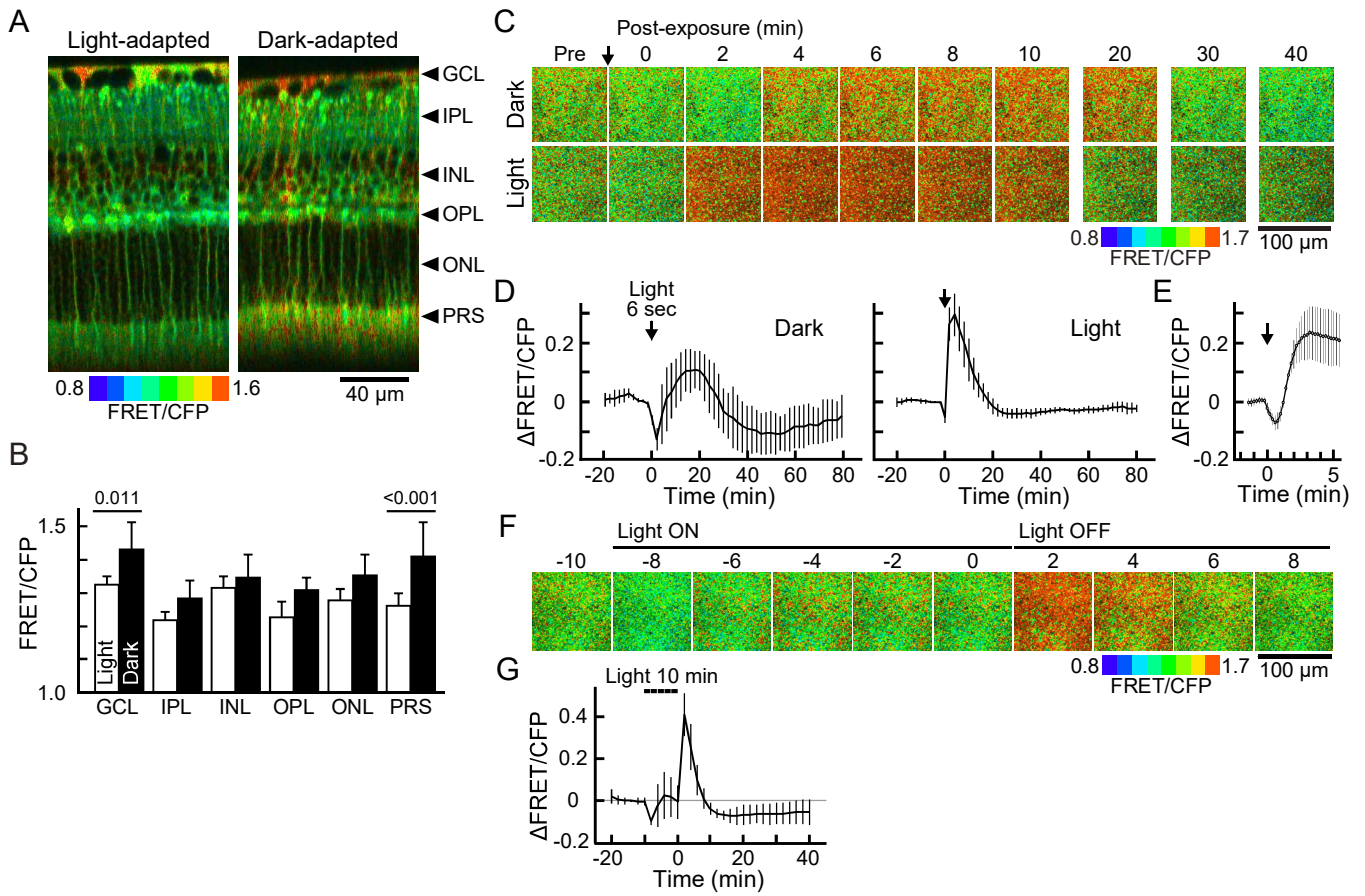 A
Light-adapted
Dark-adapted
GCL
IPL
INL
OPL
ONL
PRS
0.8
1.6
FRET/CFP
40 µm
B
FRET/CFP
1.5
1.0
0.011
<0.001
Light
Dark
GCL
IPL
INL
OPL
ONL
PRS
C
Post-exposure (min)
Pre
0
2
4
6
8
10
20
30
40
Dark
Light
0.8
1.7
FRET/CFP
100 µm
D
Light
6 sec
Dark
ΔFRET/CFP
0.2
0
-0.2
-20
0
20
40
60
80
Time (min)
Light
-20
0
20
40
60
80
Time (min)
E
ΔFRET/CFP
0.2
0
-0.2
0
5
Time (min)
F
Light ON
Light OFF
-10
-8
-6
-4
-2
0
2
4
6
8
0.8
1.7
FRET/CFP
100 µm
G
Light 10 min
ΔFRET/CFP
0.4
0.2
0
-0.2
-20
0
20
40
Time (min)